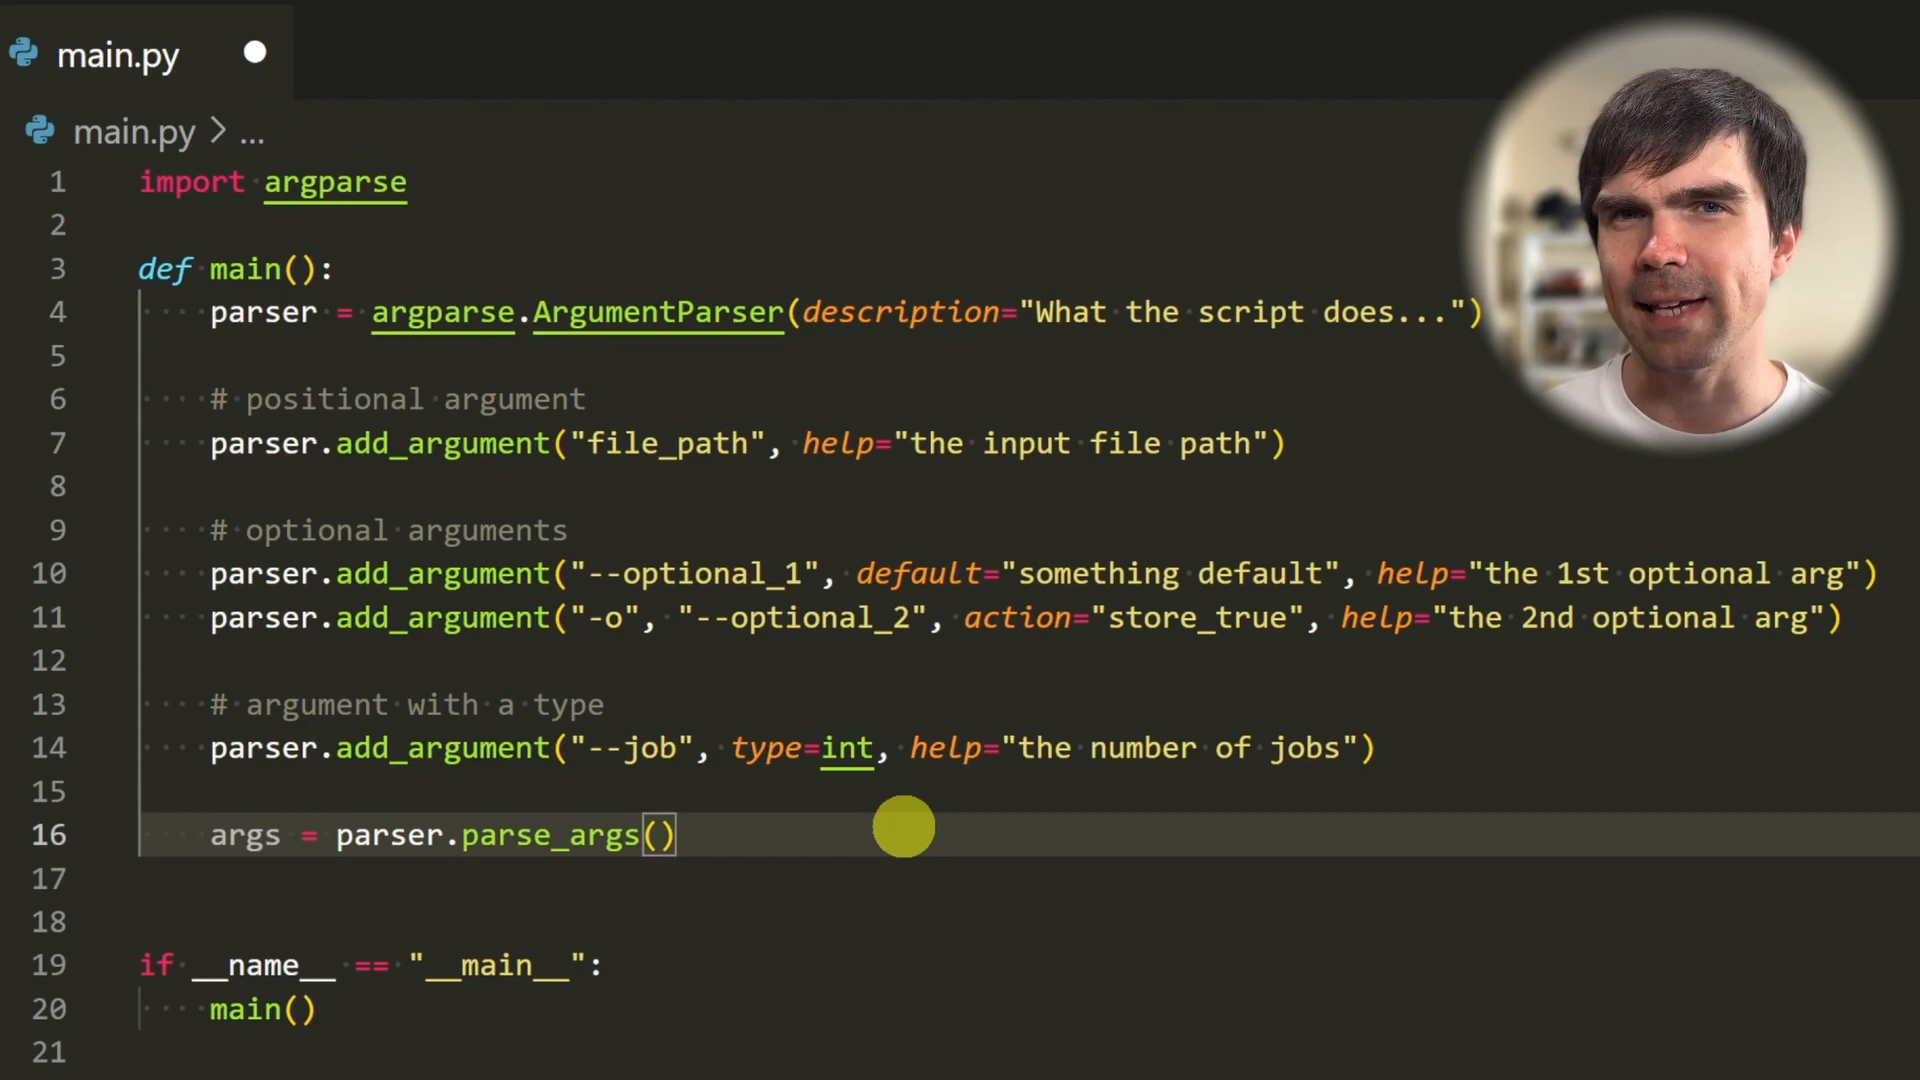 main.py
main.py > ...
1 import argparse
2
3 def main():
4     parser = argparse.ArgumentParser(description="What the script does...")
5
6     # positional argument
7     parser.add_argument("file_path", help="the input file path")
8
9     # optional arguments
10     parser.add_argument("--optional_1", default="something default", help="the 1st optional arg")
11     parser.add_argument("-o", "--optional_2", action="store_true", help="the 2nd optional arg")
12
13     # argument with a type
14     parser.add_argument("--job", type=int, help="the number of jobs")
15
16     args = parser.parse_args()
17
18
19 if __name__ == "__main__":
20     main()
21